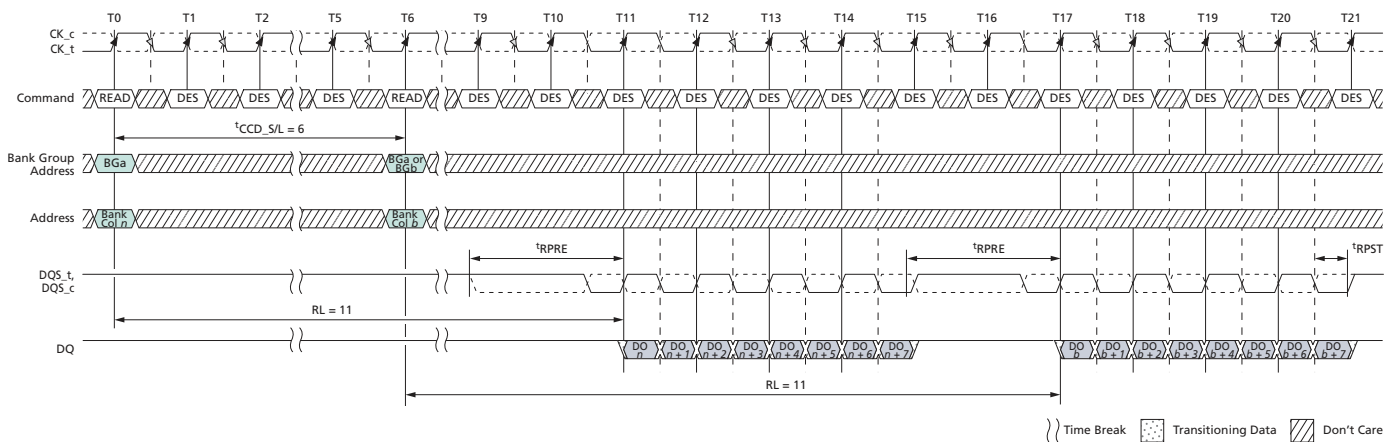 T0 T1 T2 T5 T6 T9 T10 T11 T12 T13 T14 T15 T16 T17 T18 T19 T20 T21
CK_c
CK_t
Command READ DES DES DES READ DES DES DES DES DES DES DES DES DES DES DES DES DES
tCCD_S/L = 6
Bank Group
Address
BGa
BGa or
BGb
Address
Bank
Col n
Bank
Col b
tRPRE tRPRE tRPST
DQS_t,
DQS_c
RL = 11
DQ
DO
n
DO
n + 1
DO
n + 2
DO
n + 3
DO
n + 4
DO
n + 5
DO
n + 6
DO
n + 7
DO
b
DO
b + 1
DO
b + 2
DO
b + 3
DO
b + 4
DO
b + 5
DO
b + 6
DO
b + 7
RL = 11
Time Break Transitioning Data Don't Care